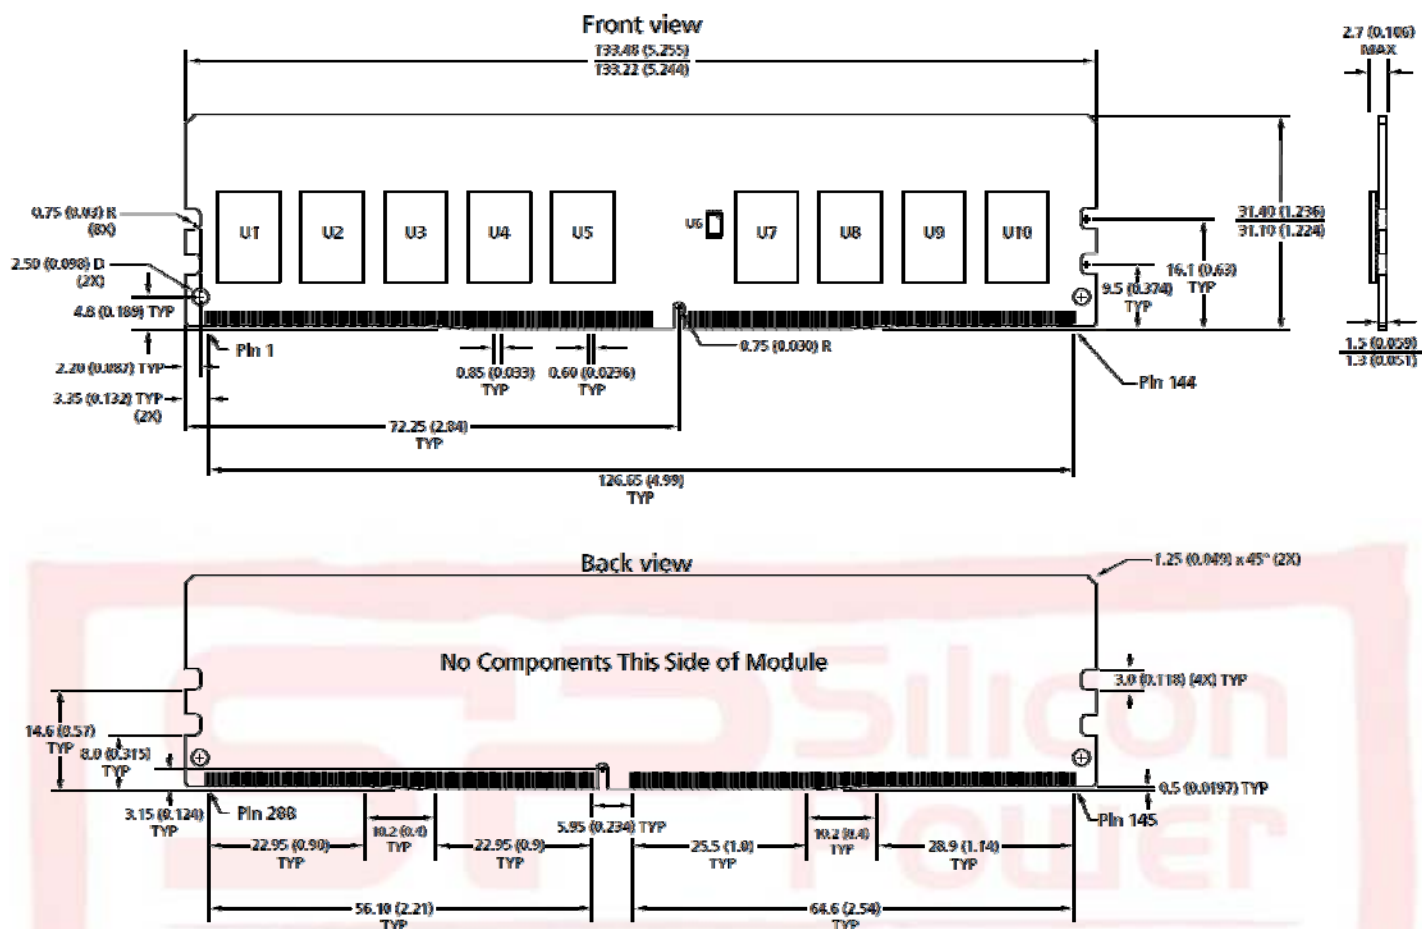 Front view
133.48 (5.255)
133.22 (5.244)
2.7 (0.106)
MAX
0.75 (0.03) R
(8X)
2.50 (0.098) D
(2X)
4.8 (0.189) TYP
2.20 (0.087) TYP
3.35 (0.132) TYP
(2X)
U1
U2
U3
U4
U5
U6
U7
U8
U9
U10
31.40 (1.236)
31.10 (1.224)
16.1 (0.63)
TYP
9.5 (0.374)
TYP
Pin 1
0.85 (0.033)
TYP
0.60 (0.0236)
TYP
0.75 (0.030) R
Pin 144
1.5 (0.059)
1.3 (0.051)
72.25 (2.84)
TYP
126.65 (4.99)
TYP
Back view
1.25 (0.049) x 45° (2X)
No Components This Side of Module
3.0 (0.118) (4X) TYP
14.6 (0.57)
TYP
8.0 (0.315)
TYP
3.15 (0.124)
TYP
0.5 (0.0197) TYP
Pin 288
Pin 145
5.95 (0.234) TYP
22.95 (0.90)
TYP
10.2 (0.4)
TYP
22.95 (0.9)
TYP
25.5 (1.0)
TYP
10.2 (0.4)
TYP
28.9 (1.14)
TYP
56.10 (2.21)
TYP
64.6 (2.54)
TYP
SP
Silicon
Power